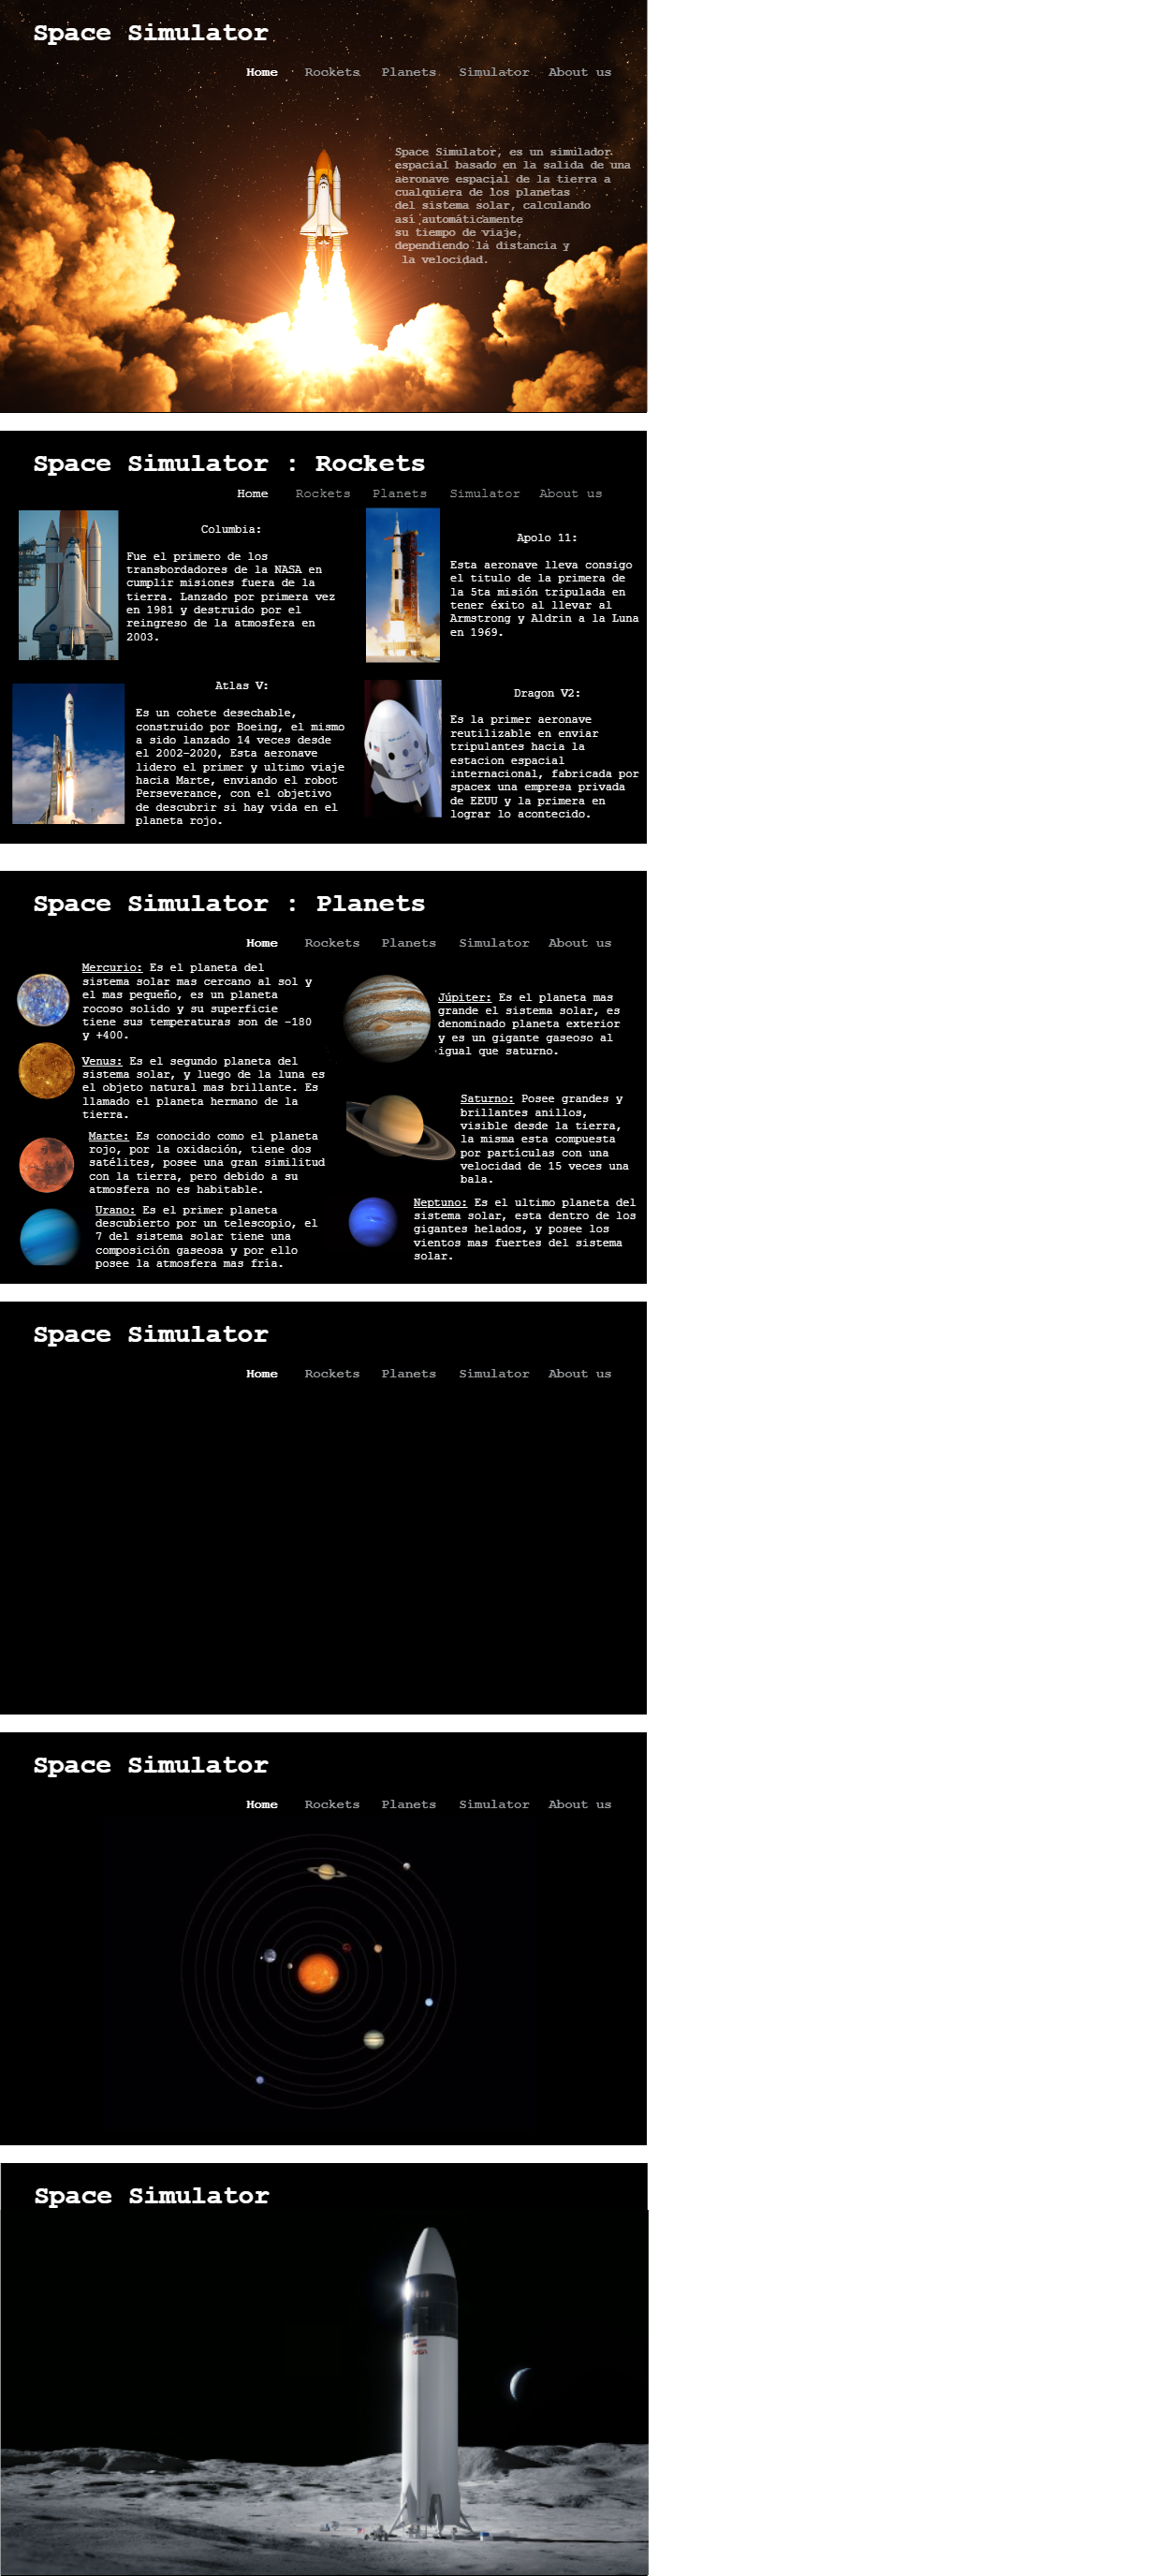 Space Simulator
Home Rockets Planets Simulator About us
Space Simulator, es un simulador
espacial basado en la salida de una
aeronave espacial de la tierra a
cualquiera de los planetas
del sistema solar, calculando
así automáticamente
su tiempo de viaje,
dependiendo la distancia y
la velocidad.
Space Simulator : Rockets
Home Rockets Planets Simulator About us
Columbia:
Fue el primero de los
transbordadores de la NASA en
cumplir misiones fuera de la
tierra. Lanzado por primera vez
en 1981 y destruido por el
reingreso de la atmosfera en
2003.
Apolo 11:
Esta aeronave lleva consigo
el titulo de la primera de
la 5ta misión tripulada en
tener éxito al llevar al
Armstrong y Aldrin a la Luna
en 1969.
Atlas V:
Es un cohete desechable,
construido por Boeing, el mismo
a sido lanzado 14 veces desde
el 2002-2020, Esta aeronave
lidero el primer y ultimo viaje
hacia Marte, enviando el robot
Perseverance, con el objetivo
de descubrir si hay vida en el
planeta rojo.
Dragon V2:
Es la primer aeronave
reutilizable en enviar
tripulantes hacia la
estacion espacial
internacional, fabricada por
spacex una empresa privada
de EEUU y la primera en
lograr lo acontecido.
Space Simulator : Planets
Home Rockets Planets Simulator About us
Mercurio: Es el planeta del
sistema solar mas cercano al sol y
el mas pequeño, es un planeta
rocoso solido y su superficie
tiene sus temperaturas son de -180
y +400.
Venus: Es el segundo planeta del
sistema solar, y luego de la luna es
el objeto natural mas brillante. Es
llamado el planeta hermano de la
tierra.
Marte: Es conocido como el planeta
rojo, por la oxidación, tiene dos
satélites, posee una gran similitud
con la tierra, pero debido a su
atmosfera no es habitable.
Urano: Es el primer planeta
descubierto por un telescopio, el
7 del sistema solar tiene una
composición gaseosa y por ello
posee la atmosfera mas fría.
Júpiter: Es el planeta mas
grande el sistema solar, es
denominado planeta exterior
y es un gigante gaseoso al
igual que saturno.
Saturno: Posee grandes y
brillantes anillos,
visible desde la tierra,
la misma esta compuesta
por partículas con una
velocidad de 15 veces una
bala.
Neptuno: Es el ultimo planeta del
sistema solar, esta dentro de los
gigantes helados, y posee los
vientos mas fuertes del sistema
solar.
Space Simulator
Home Rockets Planets Simulator About us
Space Simulator
Home Rockets Planets Simulator About us
Space Simulator